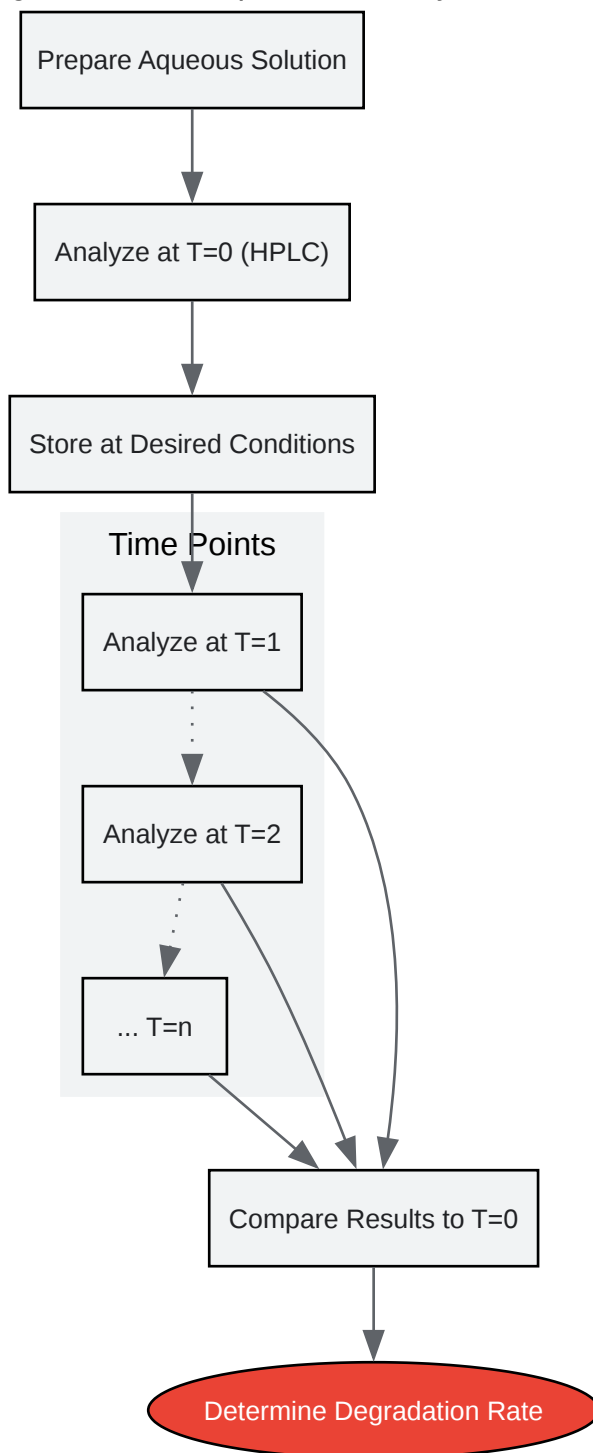 Prepare Aqueous Solution
Analyze at T=0 (HPLC)
Store at Desired Conditions
Time Points
Analyze at T=1
Analyze at T=2
... T=n
Compare Results to T=0
Determine Degradation Rate